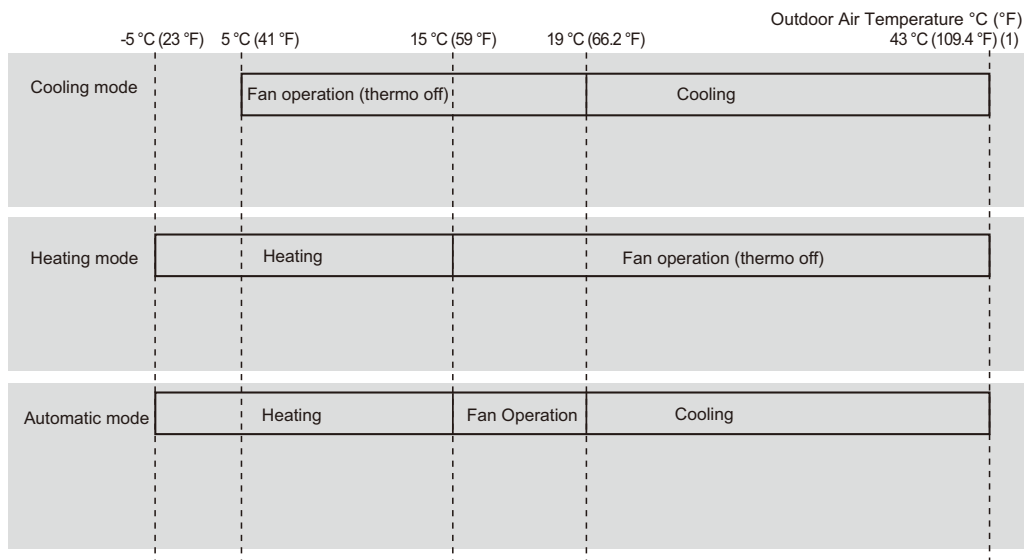 Outdoor Air Temperature °C (°F)
-5 °C (23 °F) 5 °C (41 °F) 15 °C (59 °F) 19 °C (66.2 °F) 43 °C (109.4 °F) (1)
Cooling mode
Fan operation (thermo off) Cooling
Heating mode
Heating Fan operation (thermo off)
Automatic mode
Heating Fan Operation Cooling